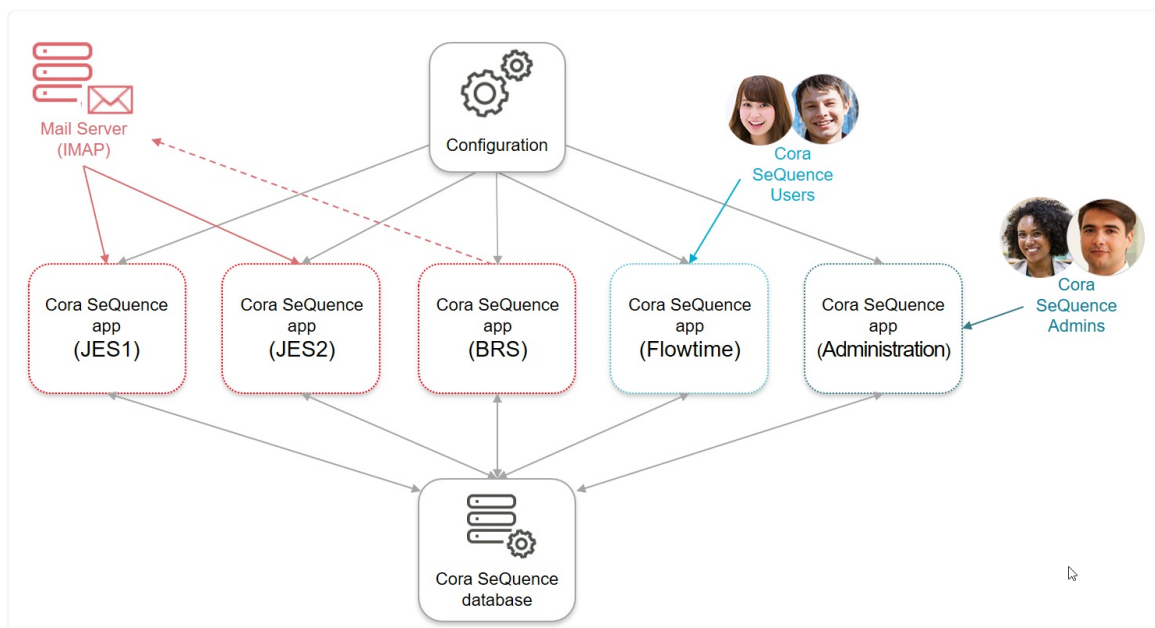 Mail Server
(IMAP)
Configuration
Cora
SeQuence
Users
Cora
SeQuence
Admins
Cora SeQuence
app
(JES1)
Cora SeQuence
app
(JES2)
Cora SeQuence
app
(BRS)
Cora SeQuence
app
(Flowtime)
Cora SeQuence
app
(Administration)
Cora SeQuence
database